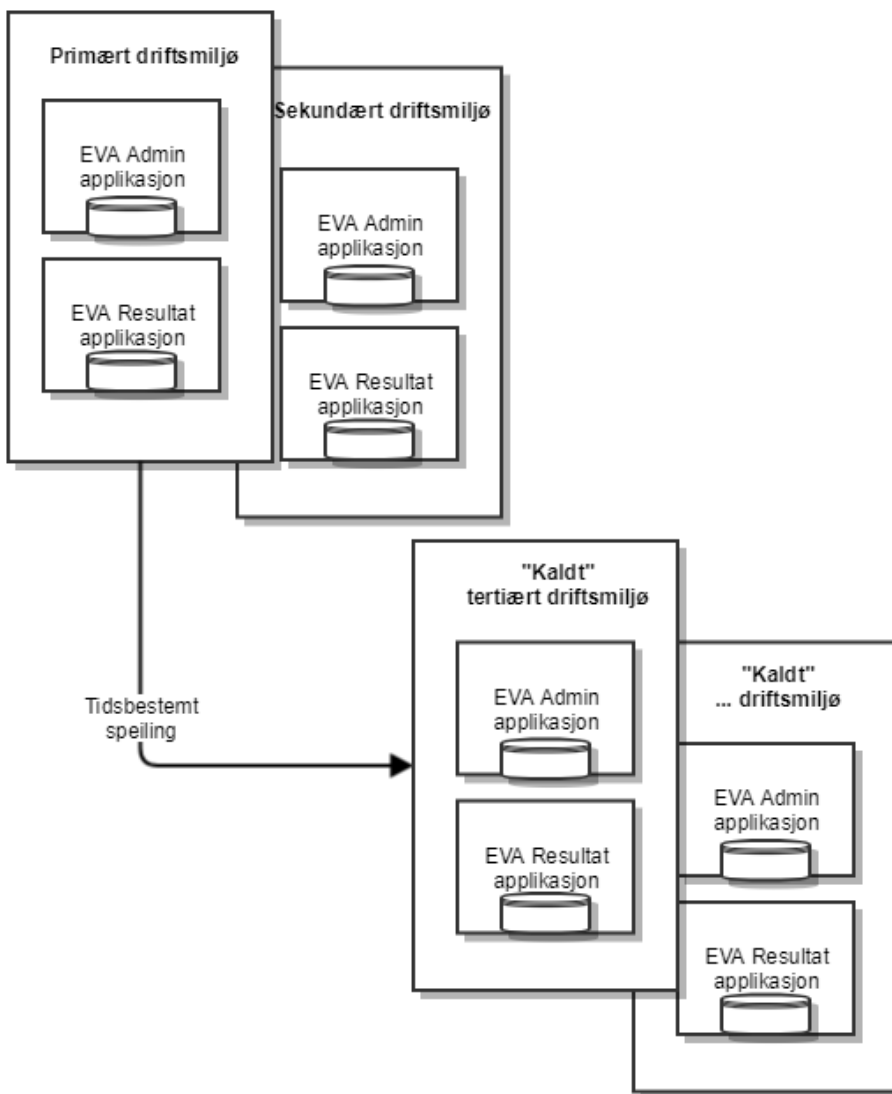 Primært driftsmiljø
EVA Admin
applikasjon
EVA Resultat
applikasjon
Sekundært driftsmiljø
EVA Admin
applikasjon
EVA Resultat
applikasjon
Tidsbestemt
speiling
"Kaldt"
tertiært driftsmiljø
EVA Admin
applikasjon
EVA Resultat
applikasjon
"Kaldt"
... driftsmiljø
EVA Admin
applikasjon
EVA Resultat
applikasjon